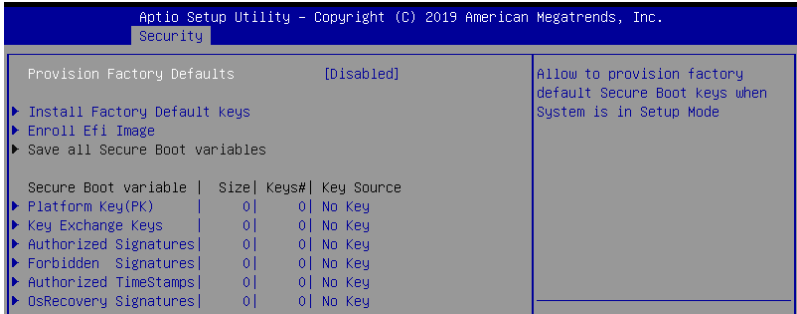 Aptio Setup Utility – Copyright (C) 2019 American Megatrends, Inc.
Security
Provision Factory Defaults [Disabled]
Install Factory Default keys
Enroll Efi Image
Save all Secure Boot variables
Secure Boot variable | Size| Keys#| Key Source
Platform Key(PK) | 0| 0| No Key
Key Exchange Keys | 0| 0| No Key
Authorized Signatures| 0| 0| No Key
Forbidden Signatures| 0| 0| No Key
Authorized TimeStamps| 0| 0| No Key
OsRecovery Signatures| 0| 0| No Key
Allow to provision factory
default Secure Boot keys when
System is in Setup Mode